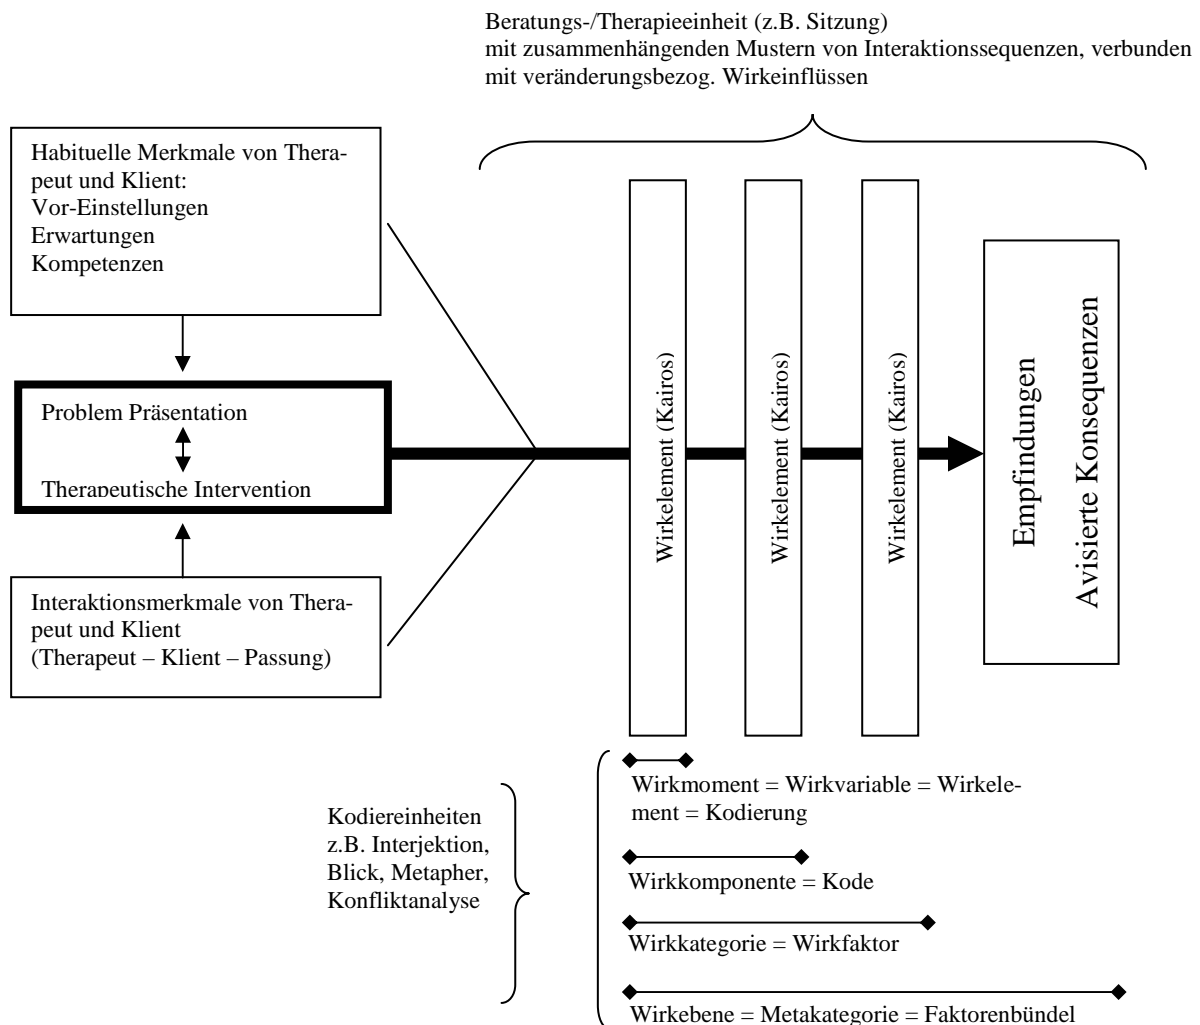 Beratungs-/Therapieeinheit (z.B. Sitzung)
mit zusammenhängenden Mustern von Interaktionssequenzen, verbunden
mit veränderungsbezog. Wirkeinflüssen
Habituelle Merkmale von Thera-
peut und Klient:
Vor-Einstellungen
Erwartungen
Kompetenzen
Problem Präsentation
Therapeutische Intervention
Interaktionsmerkmale von Thera-
peut und Klient
(Therapeut – Klient – Passung)
Wirkelement (Kairos)
Wirkelement (Kairos)
Wirkelement (Kairos)
Empfindungen
Avisierte Konsequenzen
Kodiereinheiten
z.B. Interjektion,
Blick, Metapher,
Konfliktanalyse
Wirkmoment = Wirkvariable = Wirkele-
ment = Kodierung
Wirkkomponente = Kode
Wirkkategorie = Wirkfaktor
Wirkebene = Metakategorie = Faktorenbündel